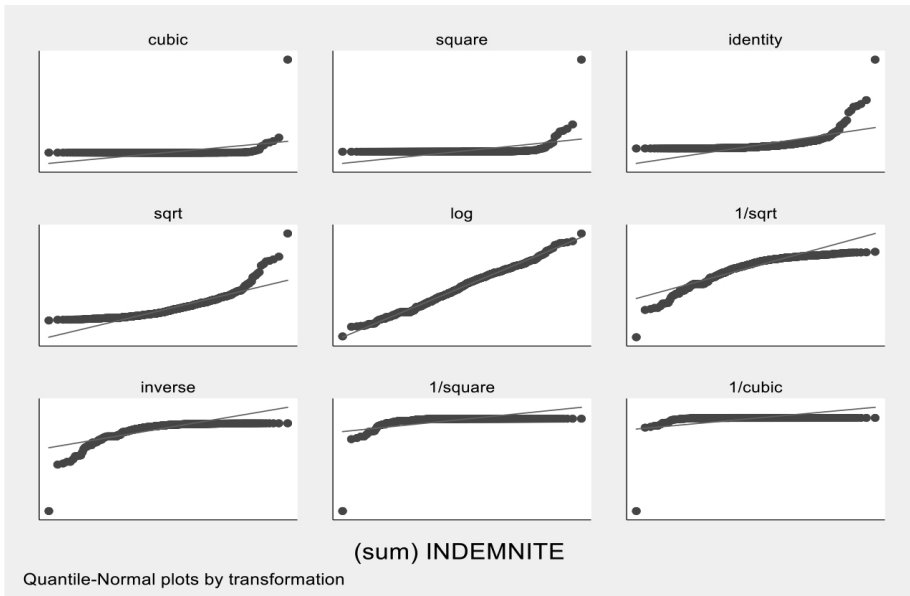 cubic
square
identity
sqrt
log
1/sqrt
inverse
1/square
1/cubic
(sum) INDEMNITE
Quantile-Normal plots by transformation